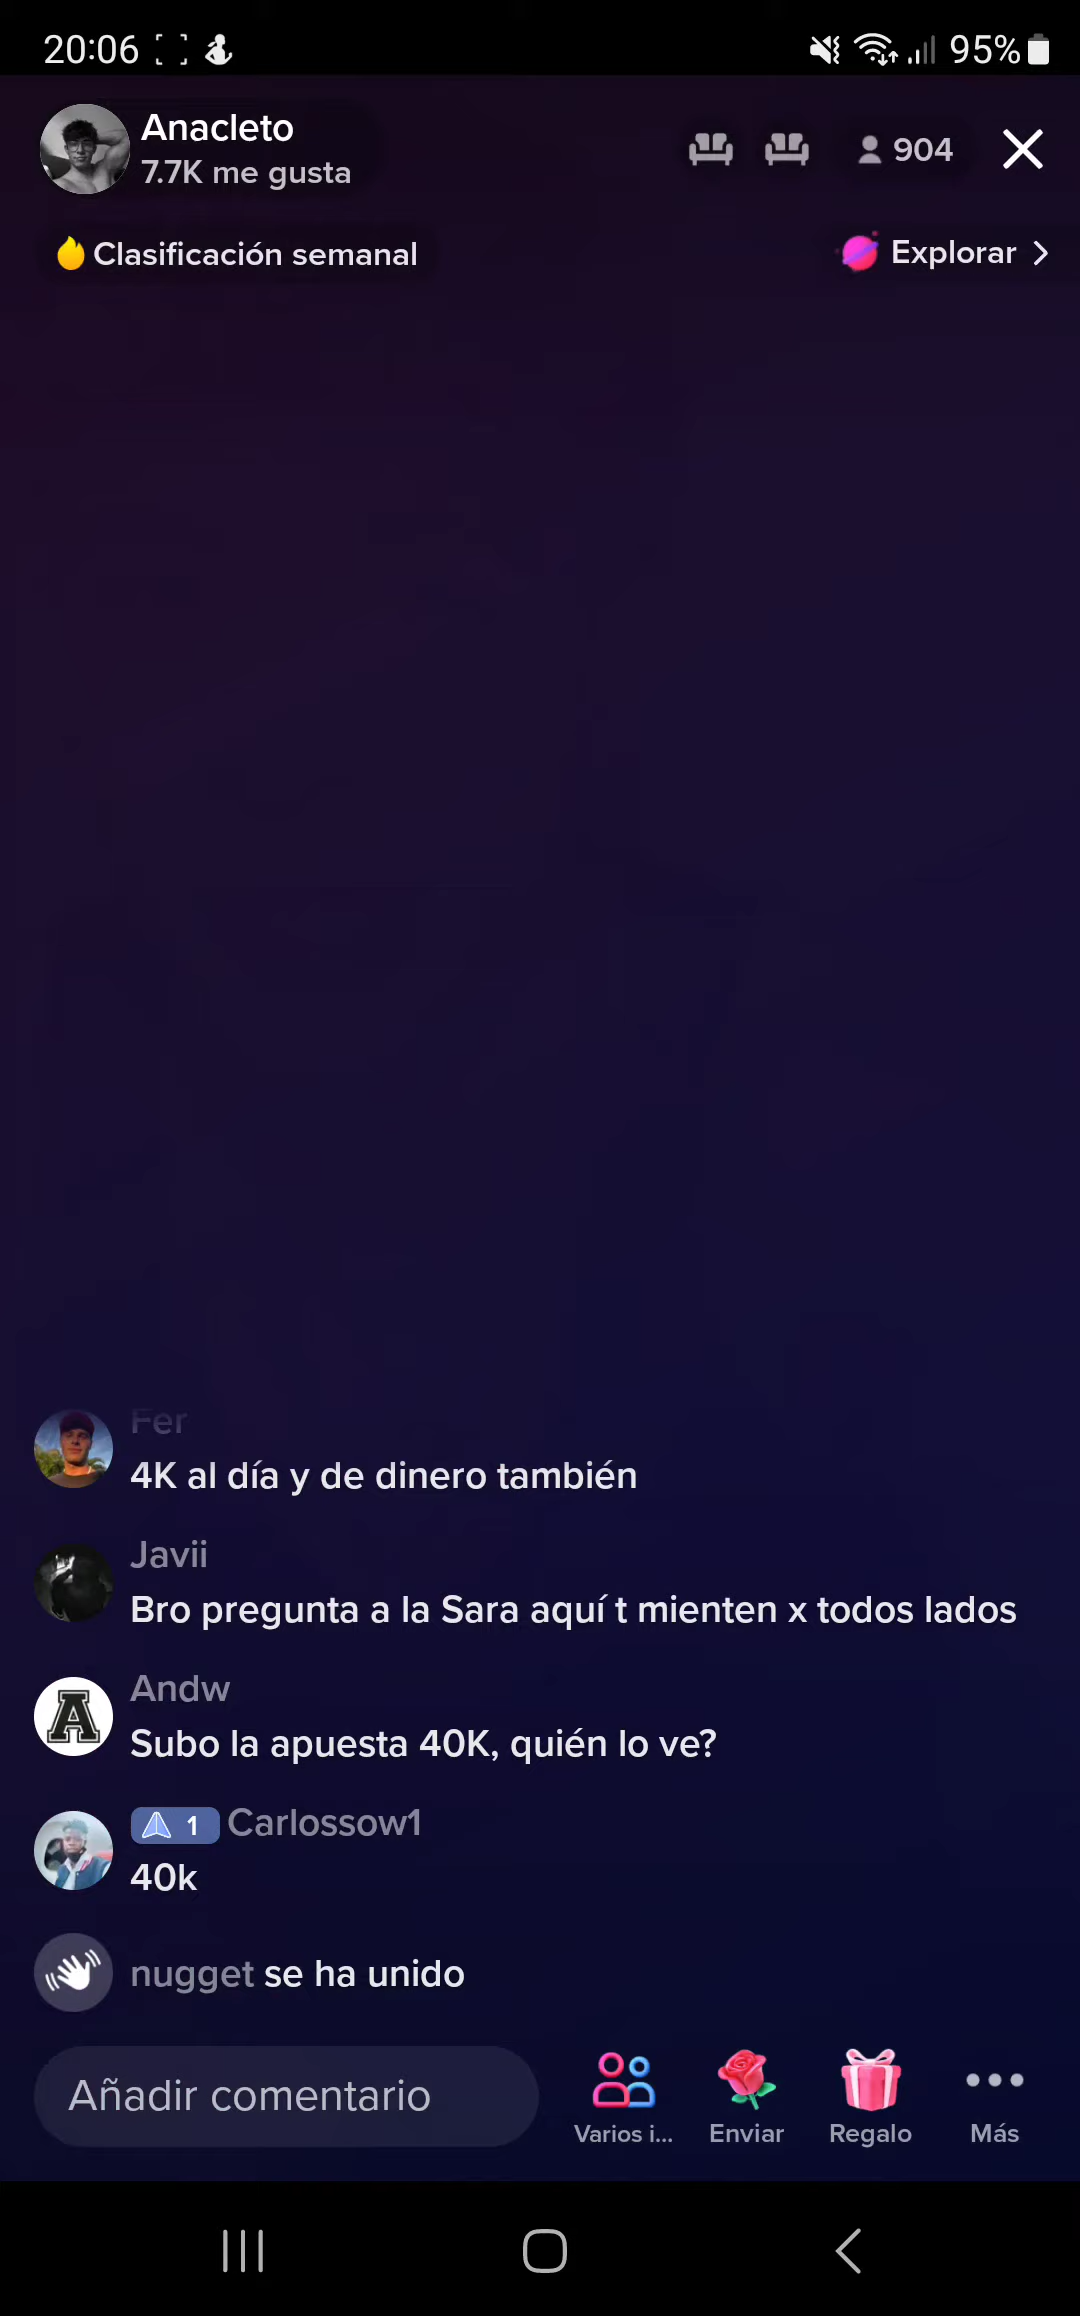 20:06
95%
Anacleto
7.7K me gusta
904
Clasificación semanal
Explorar
Fer
4K al día y de dinero también
Javii
Bro pregunta a la Sara aquí t mienten x todos lados
Andw
Subo la apuesta 40K, quién lo ve?
1 Carlossow1
40k
nugget se ha unido
Añadir comentario
Varios i...
Enviar
Regalo
Más